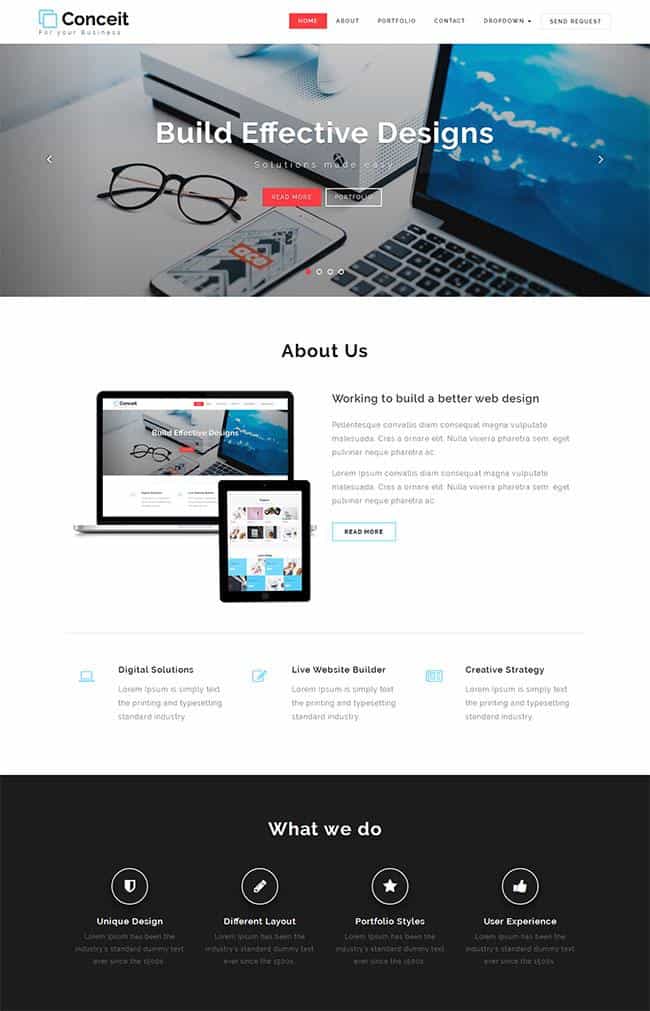 Conceit
For your Business
HOME ABOUT PORTFOLIO CONTACT DROPDOWN SEND REQUEST
Build Effective Designs
Solutions made easy
READ MORE PORTFOLIO
About Us
Conceit
Build Effective Designs
Working to build a better web design
Pellentesque convallis diam consequat magna vulputate
malesuada. Cras a ornare elit. Nulla viverra pharetra sem, eget
pulvinar neque pharetra ac.
Lorem Ipsum convallis diam consequat magna vulputate
malesuada. Cras a ornare elit. Nulla viverra pharetra sem, eget
pulvinar neque pharetra ac.
READ MORE
Digital Solutions
Lorem Ipsum is simply text
the printing and typesetting
standard industry.
Live Website Builder
Lorem Ipsum is simply text
the printing and typesetting
standard industry.
Creative Strategy
Lorem Ipsum is simply text
the printing and typesetting
standard industry.
What we do
Unique Design
Lorem Ipsum has been the
industry's standard dummy text
ever since the 1500s.
Different Layout
Lorem Ipsum has been the
industry's standard dummy text
ever since the 1500s.
Portfolio Styles
Lorem Ipsum has been the
industry's standard dummy text
ever since the 1500s.
User Experience
Lorem Ipsum has been the
industry's standard dummy text
ever since the 1500s.